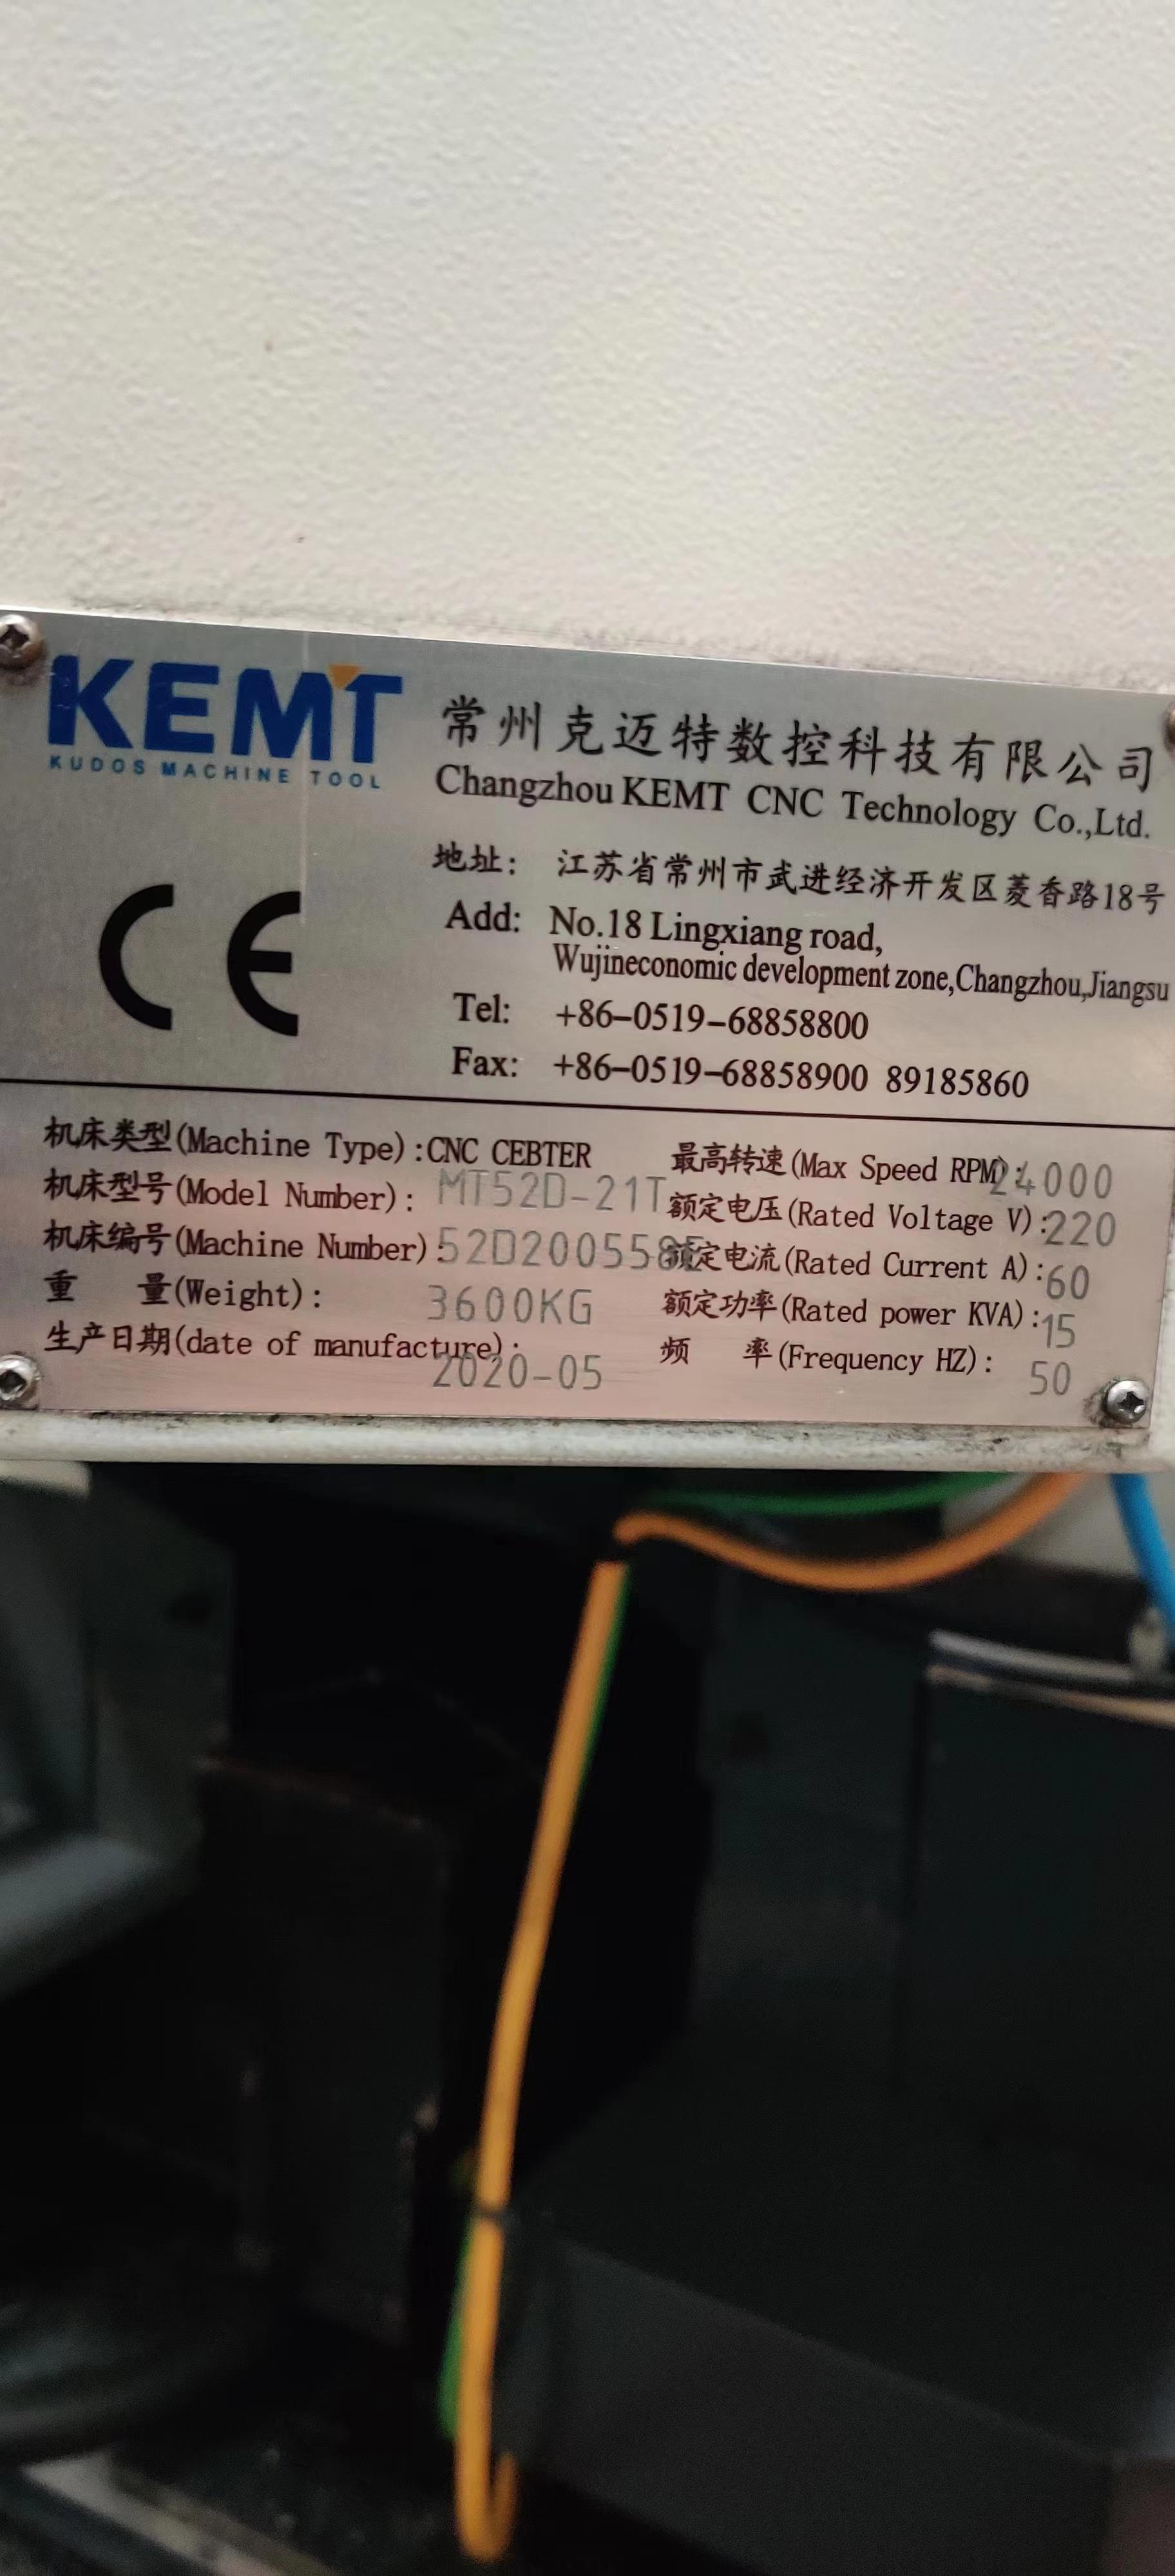 KEMT
KUDOS MACHINE TOOL
常州克迈特数控科技有限公司
Changzhou KEMT CNC Technology Co.,Ltd.
地址: 江苏省常州市武进经济开发区菱香路18号
Add: No.18 Lingxiang road,
Wujineconomic development zone,Changzhou,Jiangsu
Tel: +86-0519-68858800
Fax: +86-0519-68858900 89185860
CE
机床类型(Machine Type):CNC CEBTER
机床型号(Model Number): MT52D-21T
机床编号(Machine Number):
重 量(Weight): 3600KG
生产日期(date of manufacture): 2020-05
最高转速(Max Speed RPM): 24000
额定电压(Rated Voltage V):220
额定电流(Rated Current A):60
额定功率(Rated power KVA):15
频 率(Frequency HZ): 50